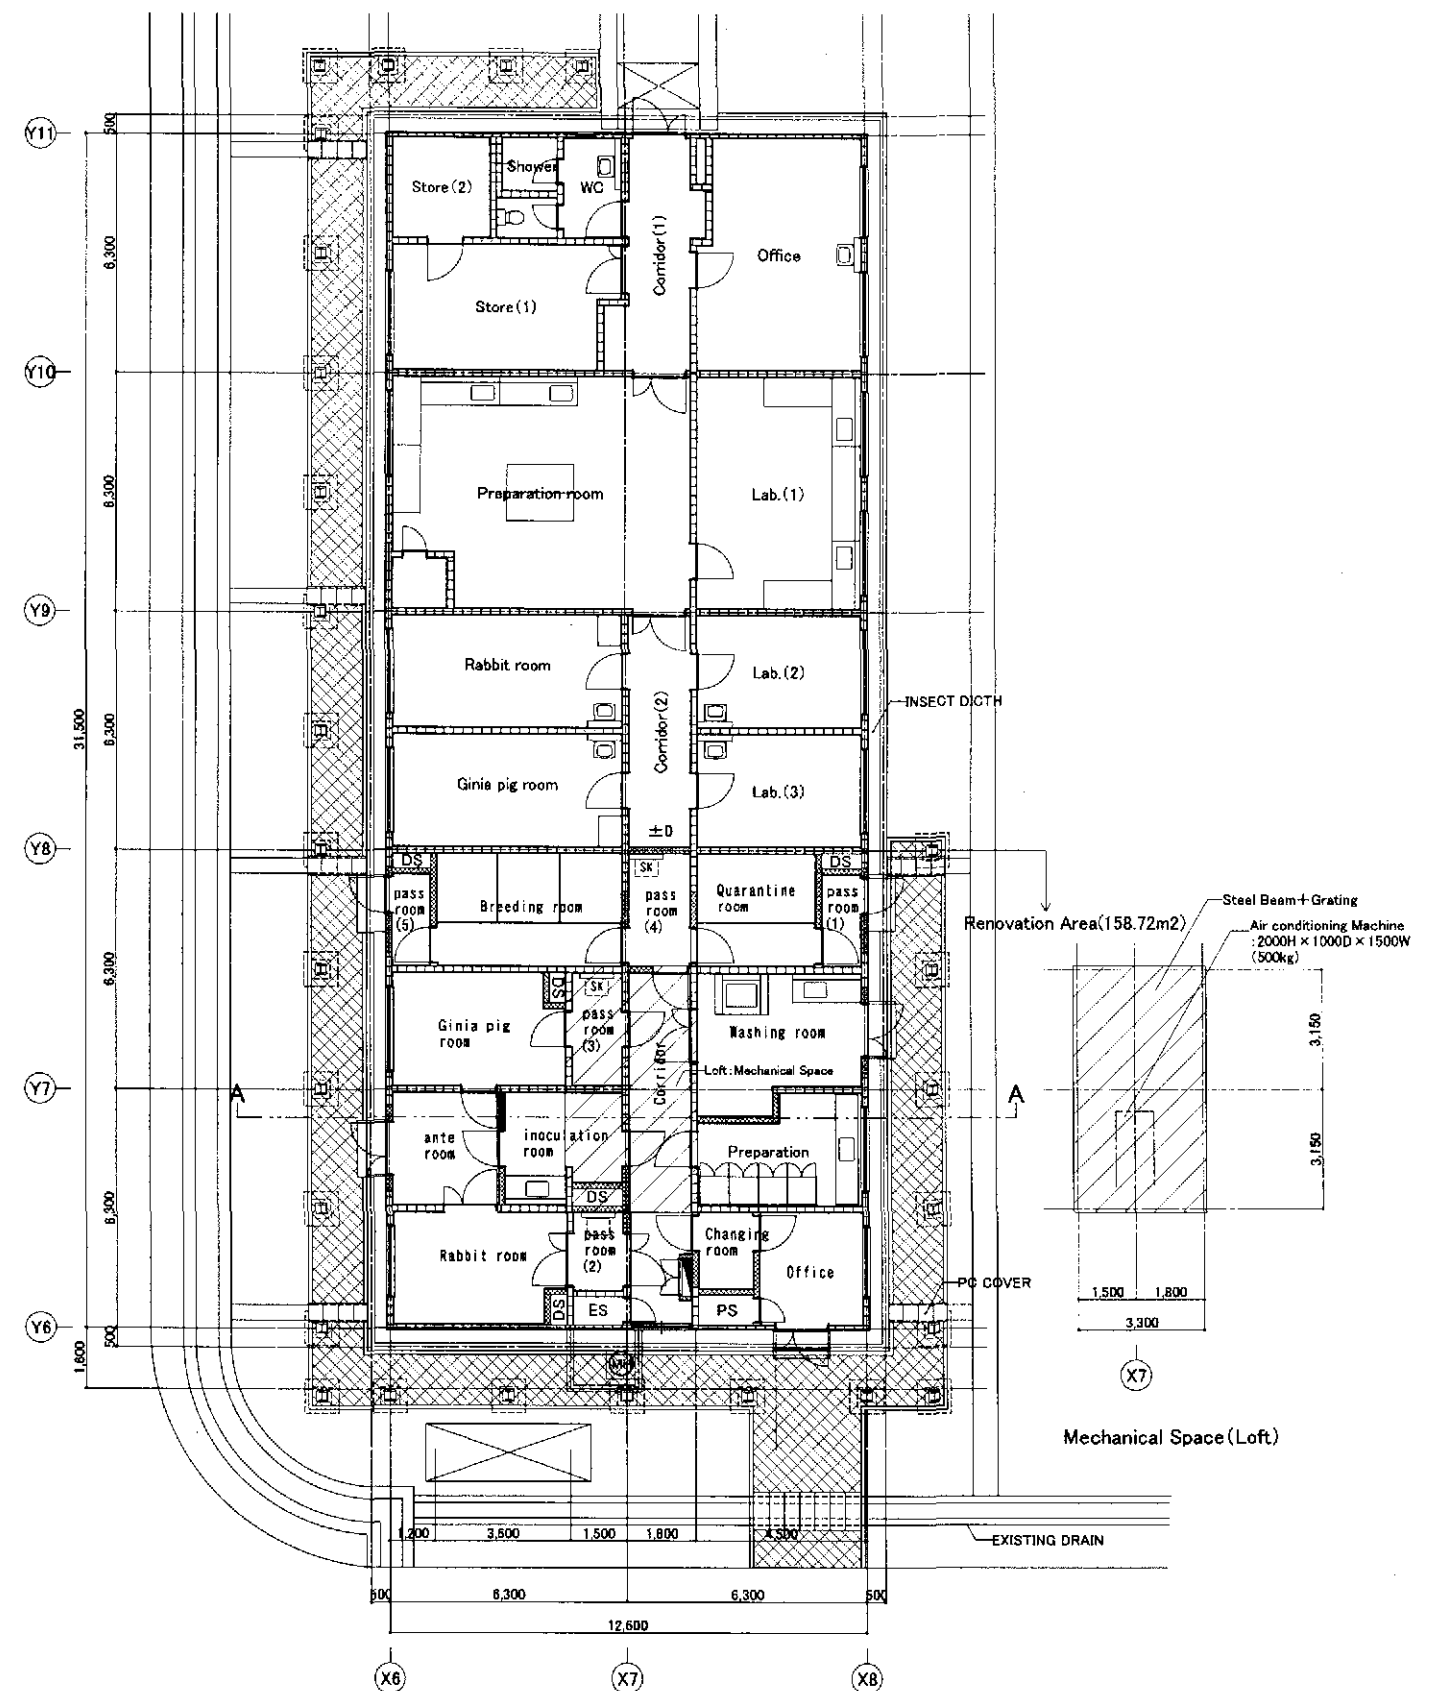 Y11
500
Shower
Store(2)
WC
Corridor(1)
Office
6,300
Store(1)
Y10
Preparation room
Lab.(1)
6,300
Y9
Rabbit room
Lab.(2)
INSECT DICTH
Corridor(2)
31,500
6,300
Ginia pig room
Lab.(3)
±0
Y8
DS
SK
DS
pass
room
(5)
Breeding room
pass
room
(4)
Quarantine
room
pass
room
(1)
Renovation Area(158.72m2)
Steel Beam+Grating
Air conditioning Machine
:2000H×1000D×1500W
(500kg)
6,300
DS
SK
Ginia pig
room
pass
room
(3)
Corridor
Washing room
Loft:Mechanical Space
3,150
Y7
A
A
ante
room
inoculation
room
Preparation
3,150
DS
6,300
Rabbit room
pass
room
(2)
Changing
room
Office
DS
ES
PS
PC COVER
1,500
1,800
3,300
Y6
500
1,600
X7
Mechanical Space(Loft)
1,200
3,600
1,500
1,800
4,500
EXISTING DRAIN
500
6,300
6,300
500
12,600
X6
X7
X8